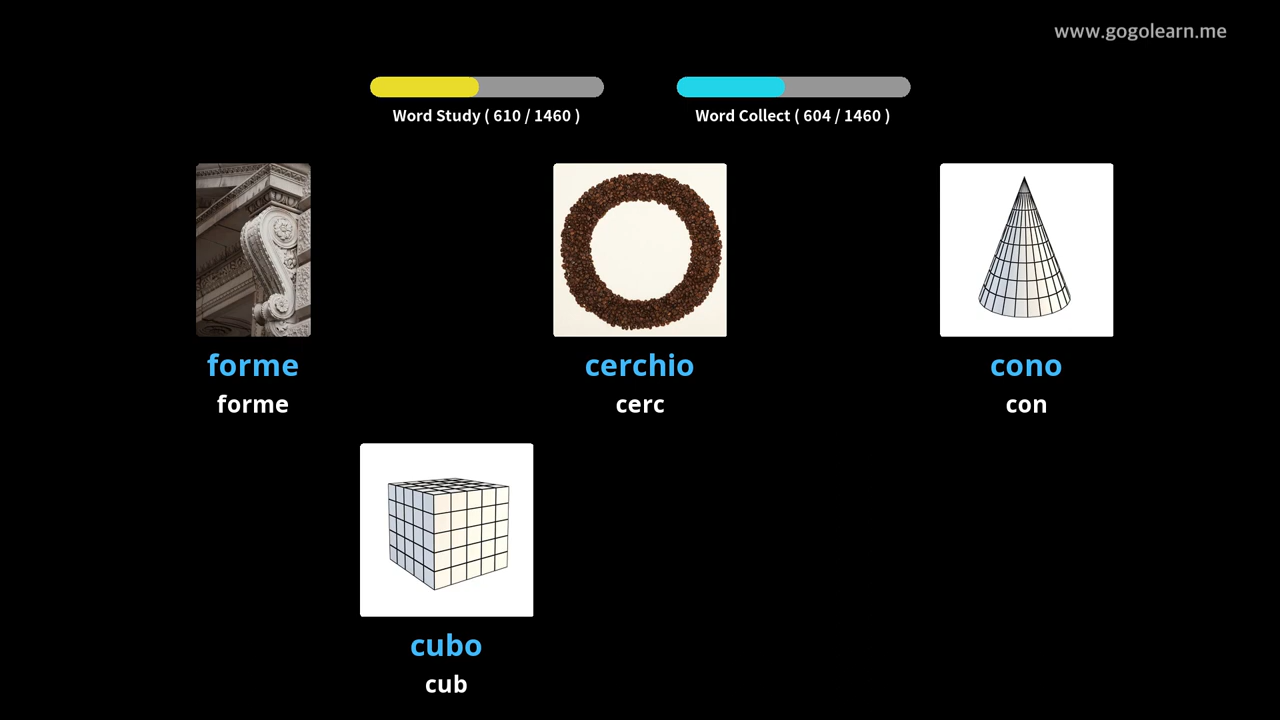 www.gogolearn.me
Word Study ( 610 / 1460 )
Word Collect ( 604 / 1460 )
forme
forme
cerchio
cerc
cono
con
cubo
cub